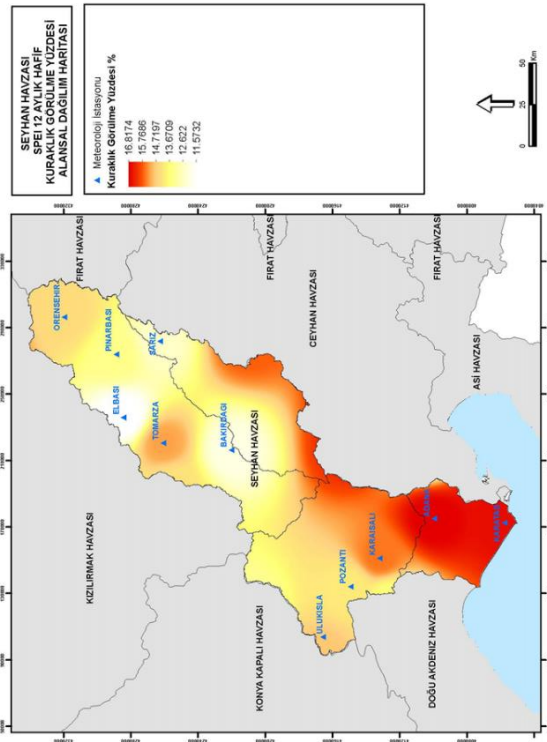 SEYHAN HAVZASI
SPEI 12 AYLIK HAFİF
KURAKLIK GÖRÜLME YÜZDESİ
ALANSAL DAĞILIM HARİTASI
Meteoroloji İstasyonu
Kuraklık Görülme Yüzdesi %
16.8174
15.7686
14.7197
13.6709
12.622
11.5732
0 25 50
Km
FIRAT HAVZASI
ORENSEHIR
PINARBASI
SARIZ
ELBASI
TOMARZA
BAKIRDAGI
SEYHAN HAVZASI
KIZILIRMAK HAVZASI
FIRAT HAVZASI
CEYHAN HAVZASI
FIRAT HAVZASI
ASİ HAVZASI
KONYA KAPALI HAVZASI
ULUKISLA
POZANTI
KARAISALI
ADANA
KARATAS
DOĞU AKDENİZ HAVZASI